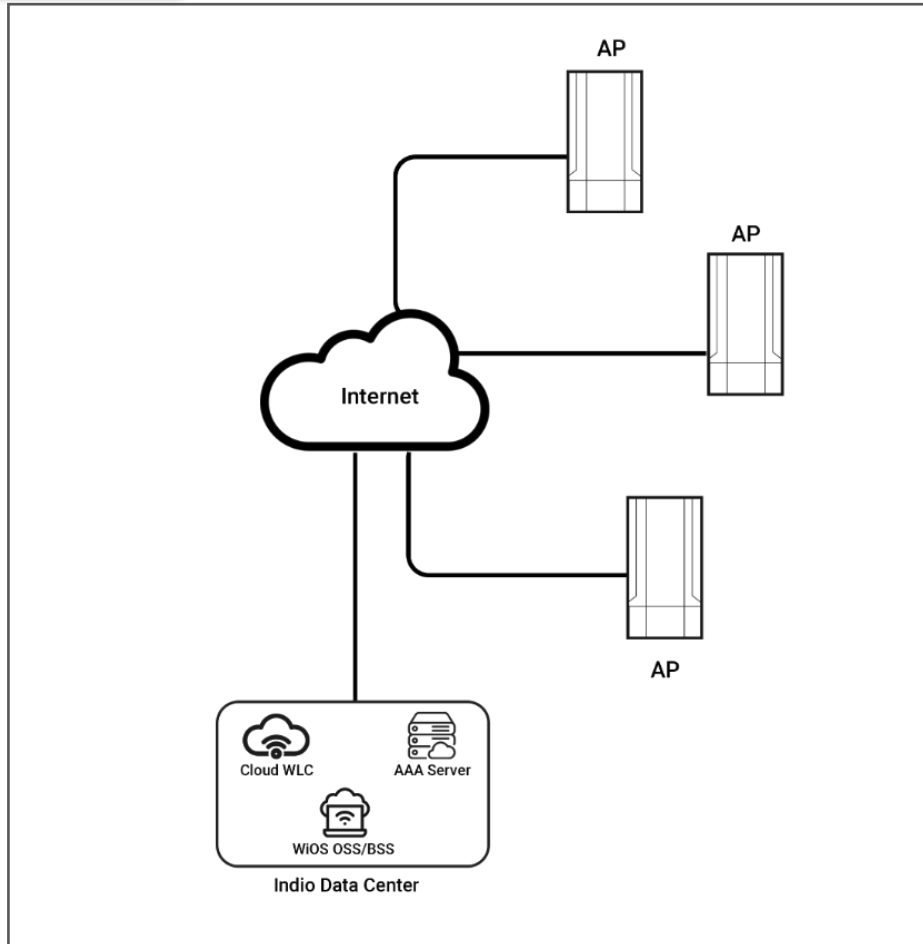 AP
AP
Internet
AP
Cloud WLC
AAA Server
WiOS OSS/BSS
Indio Data Center